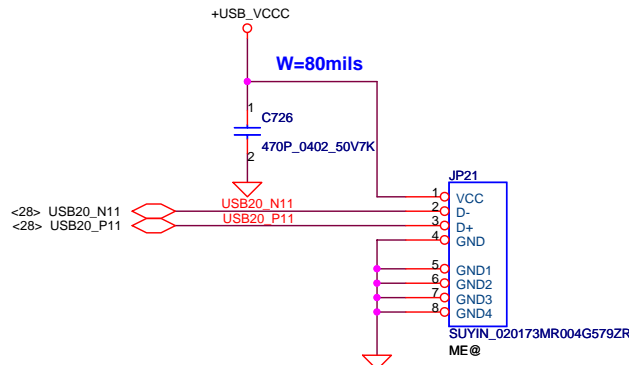 +USB_VCCC
W=80mils
1
C726
2
470P_0402_50V7K
JP21
<28> USB20_N11
USB20_N11
<28> USB20_P11
USB20_P11
1 VCC
2 D-
3 D+
4 GND
5 GND1
6 GND2
7 GND3
8 GND4
SUYIN_020173MR004G579ZR
ME@